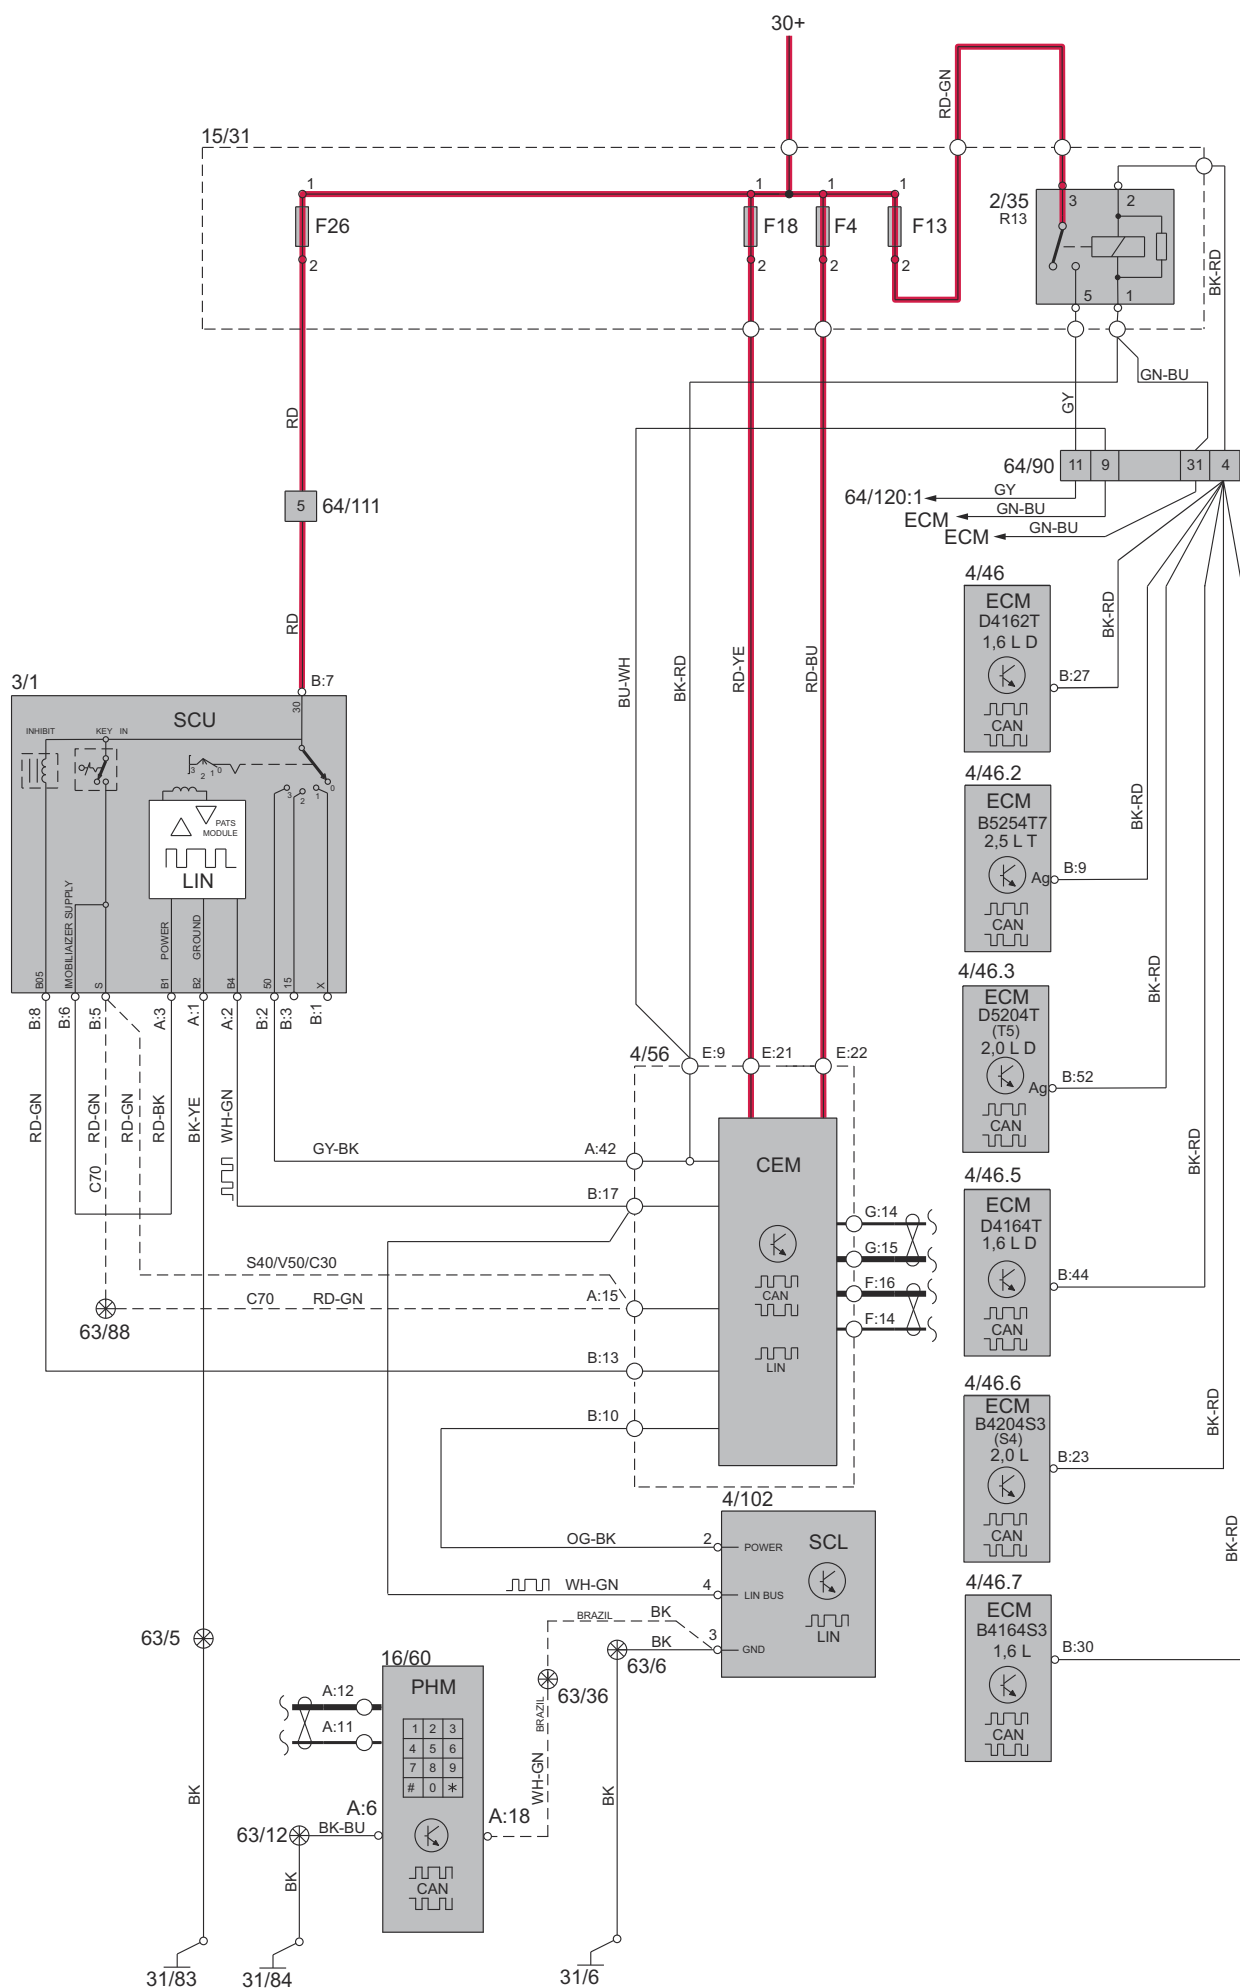 30+
RD-GN
15/31
1
1
1
1
F26
F18
F4
F13
2
2
2
2
2/35
R13
3
2
5
1
BK-RD
RD
GN-BU
GY
64/90
11
9
31
4
5
64/111
64/120:1
GY
ECM
GN-BU
ECM
GN-BU
RD
BU-WH
BK-RD
RD-YE
RD-BU
4/46
ECM
D4162T
1,6 L D
CAN
B:27
BK-RD
3/1
B:7
30
SCU
INHIBIT
KEY IN
3
2
1
0
3
2
1
0
PATS
MODULE
LIN
IMOBILIAIZER SUPPLY
POWER
GROUND
B05
S
B1
B2
B4
50
15
X
B:8
B:6
B:5
A:3
A:1
A:2
B:2
B:3
B:1
4/46.2
ECM
B5254T7
2,5 L T
Ag
CAN
B:9
BK-RD
4/46.3
ECM
D5204T
(T5)
2,0 L D
Ag
CAN
B:52
BK-RD
4/56
E:9
E:21
E:22
RD-GN
RD-GN
RD-GN
RD-BK
BK-YE
WH-GN
C70
GY-BK
A:42
B:17
CEM
CAN
LIN
G:14
G:15
F:16
F:14
S40/V50/C30
C70
RD-GN
A:15
63/88
B:13
B:10
4/46.5
ECM
D4164T
1,6 L D
CAN
B:44
BK-RD
4/46.6
ECM
B4204S3
(S4)
2,0 L
CAN
B:23
BK-RD
BK-RD
4/102
OG-BK
2
POWER
SCL
WH-GN
4
LIN BUS
LIN
BRAZIL
BK
3
GND
BK
63/6
63/5
16/60
PHM
A:12
A:11
1 2 3
4 5 6
7 8 9
# 0 *
CAN
63/36
BRAZIL
WH-GN
4/46.7
ECM
B4164S3
1,6 L
CAN
B:30
BK
A:6
A:18
63/12
BK-BU
BK
BK
31/83
31/84
31/6